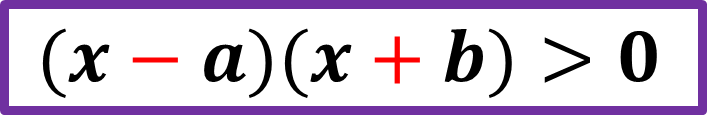 (x − a)(x + b) > 0